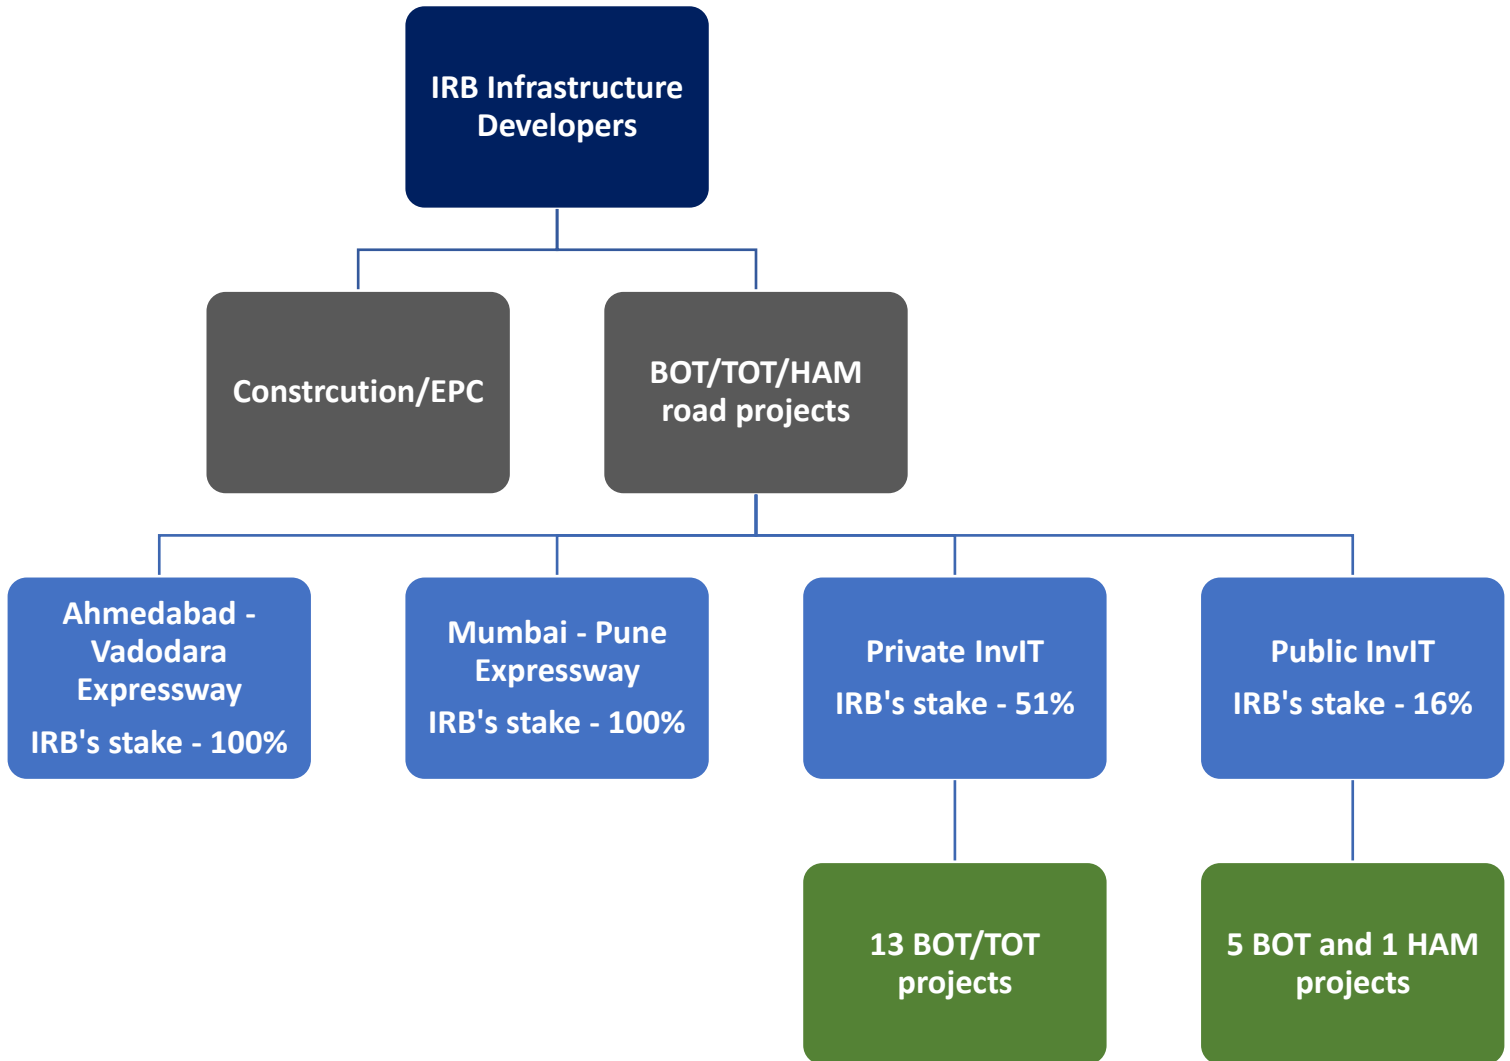 IRB Infrastructure
Developers
Constrcution/EPC
BOT/TOT/HAM
road projects
Ahmedabad -
Vadodara
Expressway
IRB's stake - 100%
Mumbai - Pune
Expressway
IRB's stake - 100%
Private InvIT
IRB's stake - 51%
Public InvIT
IRB's stake - 16%
13 BOT/TOT
projects
5 BOT and 1 HAM
projects